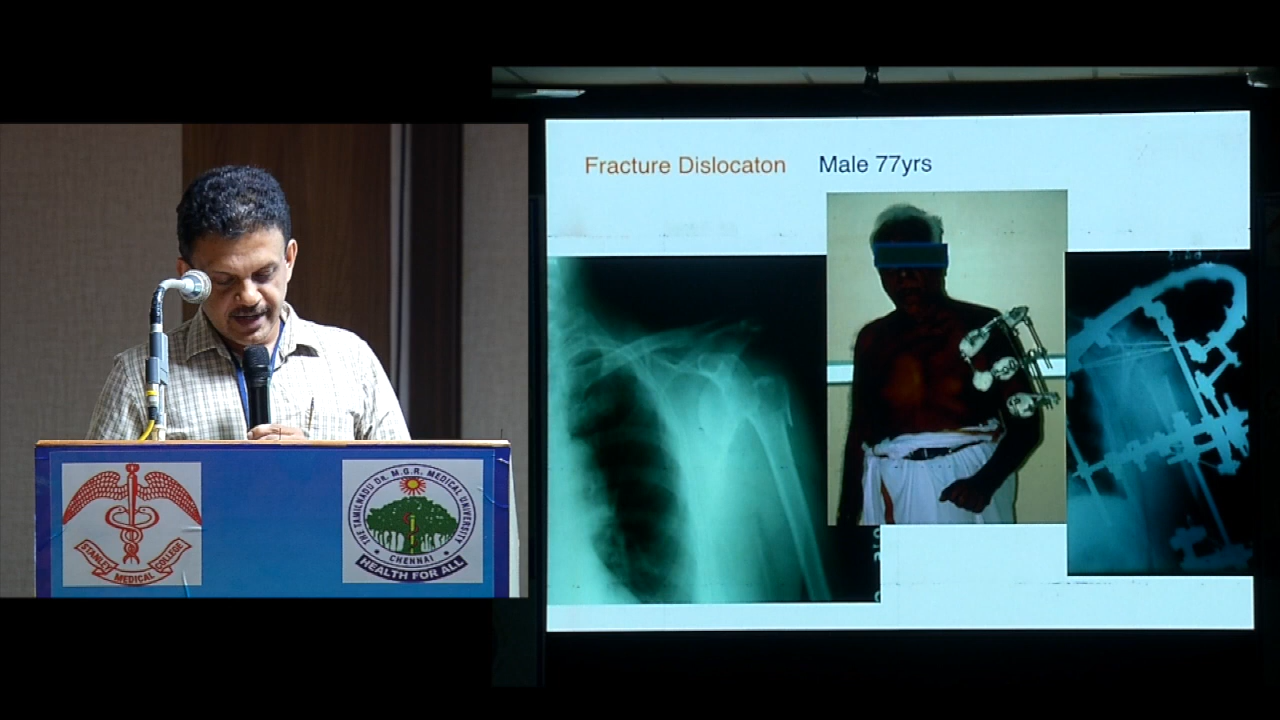 Fracture Dislocaton Male 77yrs
STANLEY MEDICAL COLLEGE
THE TAMILNADU DR. M.G.R. MEDICAL UNIVERSITY
CHENNAI
HEALTH FOR ALL